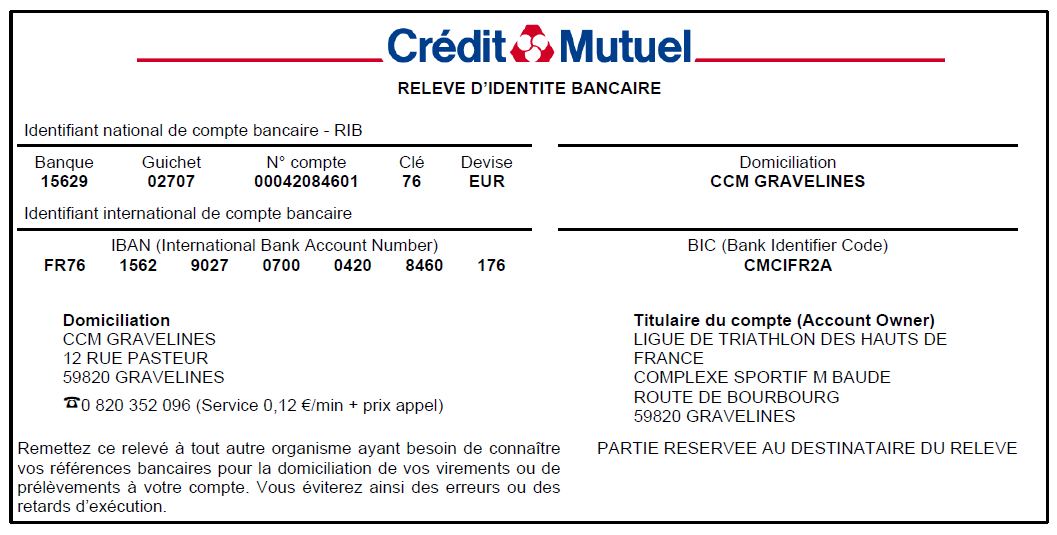 Crédit Mutuel
RELEVE D'IDENTITE BANCAIRE
Identifiant national de compte bancaire - RIB
Banque Guichet N° compte Clé Devise Domiciliation
15629 02707 00042084601 76 EUR CCM GRAVELINES
Identifiant international de compte bancaire
IBAN (International Bank Account Number) BIC (Bank Identifier Code)
FR76 1562 9027 0700 0420 8460 176 CMCIFR2A
Domiciliation
CCM GRAVELINES
12 RUE PASTEUR
59820 GRAVELINES
☎0 820 352 096 (Service 0,12 €/min + prix appel)
Titulaire du compte (Account Owner)
LIGUE DE TRIATHLON DES HAUTS DE
FRANCE
COMPLEXE SPORTIF M BAUDE
ROUTE DE BOURBOURG
59820 GRAVELINES
Remettez ce relevé à tout autre organisme ayant besoin de connaître
vos références bancaires pour la domiciliation de vos virements ou de
prélèvements à votre compte. Vous éviterez ainsi des erreurs ou des
retards d'exécution.
PARTIE RESERVEE AU DESTINATAIRE DU RELEVE